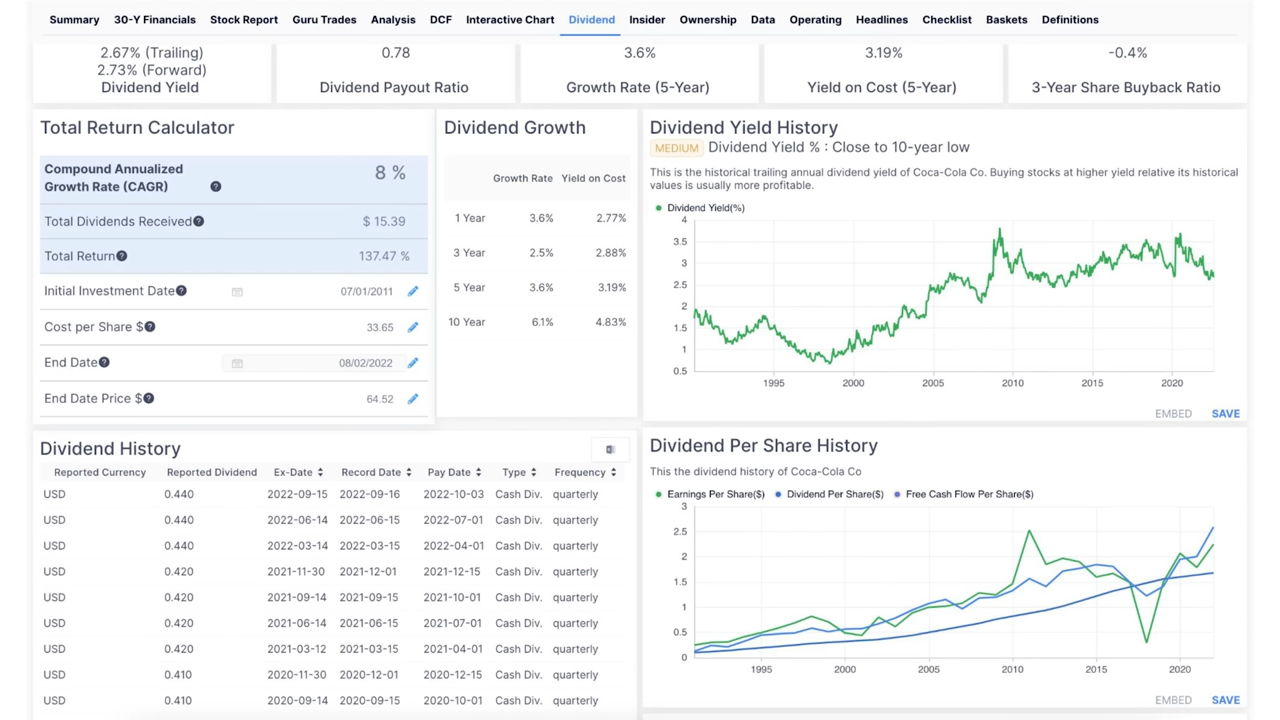 Summary 30-Y Financials Stock Report Guru Trades Analysis DCF Interactive Chart Dividend Insider Ownership Data Operating Headlines Checklist Baskets Definitions
2.67% (Trailing)
2.73% (Forward)
Dividend Yield
0.78
Dividend Payout Ratio
3.6%
Growth Rate (5-Year)
3.19%
Yield on Cost (5-Year)
-0.4%
3-Year Share Buyback Ratio
Total Return Calculator
Compound Annualized
Growth Rate (CAGR) 8 %
Total Dividends Received $ 15.39
Total Return 137.47 %
Initial Investment Date 07/01/2011
Cost per Share $ 33.65
End Date 08/02/2022
End Date Price $ 64.52
Dividend Growth
Growth Rate Yield on Cost
1 Year 3.6% 2.77%
3 Year 2.5% 2.88%
5 Year 3.6% 3.19%
10 Year 6.1% 4.83%
Dividend Yield History
MEDIUM Dividend Yield % : Close to 10-year low
This is the historical trailing annual dividend yield of Coca-Cola Co. Buying stocks at higher yield relative its historical
values is usually more profitable.
Dividend Yield(%)
4
3.5
3
2.5
2
1.5
1
0.5
1995 2000 2005 2010 2015 2020
EMBED SAVE
Dividend History
Reported Currency Reported Dividend Ex-Date Record Date Pay Date Type Frequency
USD 0.440 2022-09-15 2022-09-16 2022-10-03 Cash Div. quarterly
USD 0.440 2022-06-14 2022-06-15 2022-07-01 Cash Div. quarterly
USD 0.440 2022-03-14 2022-03-15 2022-04-01 Cash Div. quarterly
USD 0.420 2021-11-30 2021-12-01 2021-12-15 Cash Div. quarterly
USD 0.420 2021-09-14 2021-09-15 2021-10-01 Cash Div. quarterly
USD 0.420 2021-06-14 2021-06-15 2021-07-01 Cash Div. quarterly
USD 0.420 2021-03-12 2021-03-15 2021-04-01 Cash Div. quarterly
USD 0.410 2020-11-30 2020-12-01 2020-12-15 Cash Div. quarterly
USD 0.410 2020-09-14 2020-09-15 2020-10-01 Cash Div. quarterly
Dividend Per Share History
This the dividend history of Coca-Cola Co
Earnings Per Share($) Dividend Per Share($) Free Cash Flow Per Share($)
3
2.5
2
1.5
1
0.5
0
1995 2000 2005 2010 2015 2020
EMBED SAVE